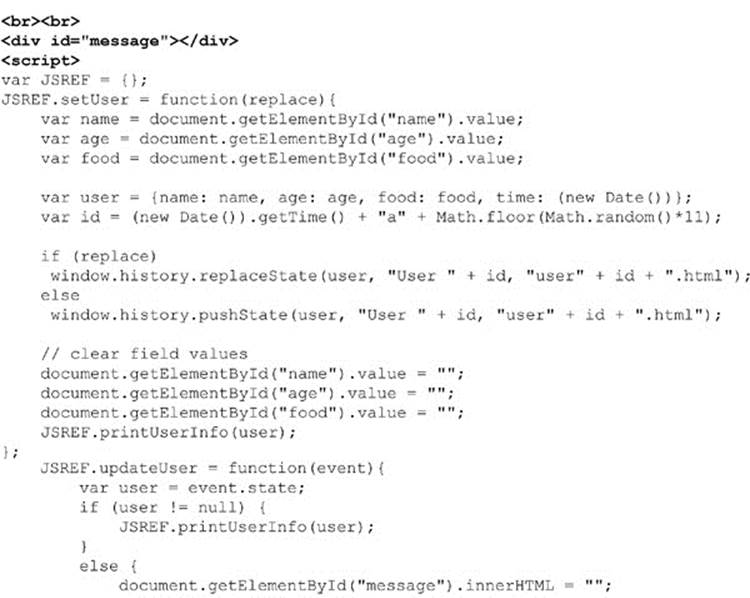 <br><br>
<div id="message"></div>
<script>
var JSREF = {};
JSREF.setUser = function(replace){
    var name = document.getElementById("name").value;
    var age = document.getElementById("age").value;
    var food = document.getElementById("food").value;

    var user = {name: name, age: age, food: food, time: (new Date())};
    var id = (new Date()).getTime() + "a" + Math.floor(Math.random()*11);

    if (replace)
     window.history.replaceState(user, "User " + id, "user" + id + ".html");
    else
     window.history.pushState(user, "User " + id, "user" + id + ".html");

    // clear field values
    document.getElementById("name").value = "";
    document.getElementById("age").value = "";
    document.getElementById("food").value = "";
    JSREF.printUserInfo(user);
};
    JSREF.updateUser = function(event){
        var user = event.state;
        if (user != null) {
            JSREF.printUserInfo(user);
        }
        else {
            document.getElementById("message").innerHTML = "";